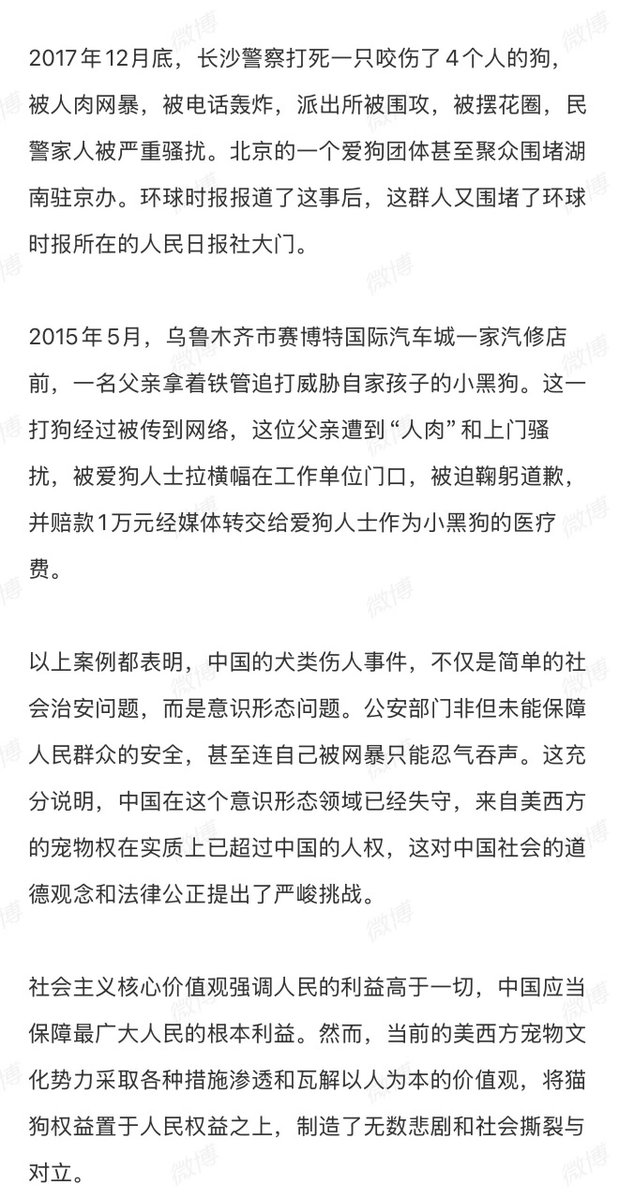 2017年12月底，长沙警察打死一只咬伤了4个人的狗，
被人肉网暴，被电话轰炸，派出所被围攻，被摆花圈，民
警家人被严重骚扰。北京的一个爱狗团体甚至聚众围堵湖
南驻京办。环球时报报道了这事后，这群人又围堵了环球
时报所在的人民日报社大门。
2015年5月，乌鲁木齐市赛博特国际汽车城一家汽修店
前，一名父亲拿着铁管追打威胁自家孩子的小黑狗。这一
打狗经过被传到网络，这位父亲遭到“人肉”和上门骚
扰，被爱狗人士拉横幅在工作单位门口，被迫鞠躬道歉，
并赔款1万元经媒体转交给爱狗人士作为小黑狗的医疗
费。
以上案例都表明，中国的犬类伤人事件，不仅是简单的社
会治安问题，而是意识形态问题。公安部门非但未能保障
人民群众的安全，甚至连自己被网暴只能忍气吞声。这充
分说明，中国在这个意识形态领域已经失守，来自美西方
的宠物权在实质上已超过中国的人权，这对中国社会的道
德观念和法律公正提出了严峻挑战。
社会主义核心价值观强调人民的利益高于一切，中国应当
保障最广大人民的根本利益。然而，当前的美西方宠物文
化势力采取各种措施渗透和瓦解以人为本的价值观，将猫
狗权益置于人民权益之上，制造了无数悲剧和社会撕裂与
对立。
微博